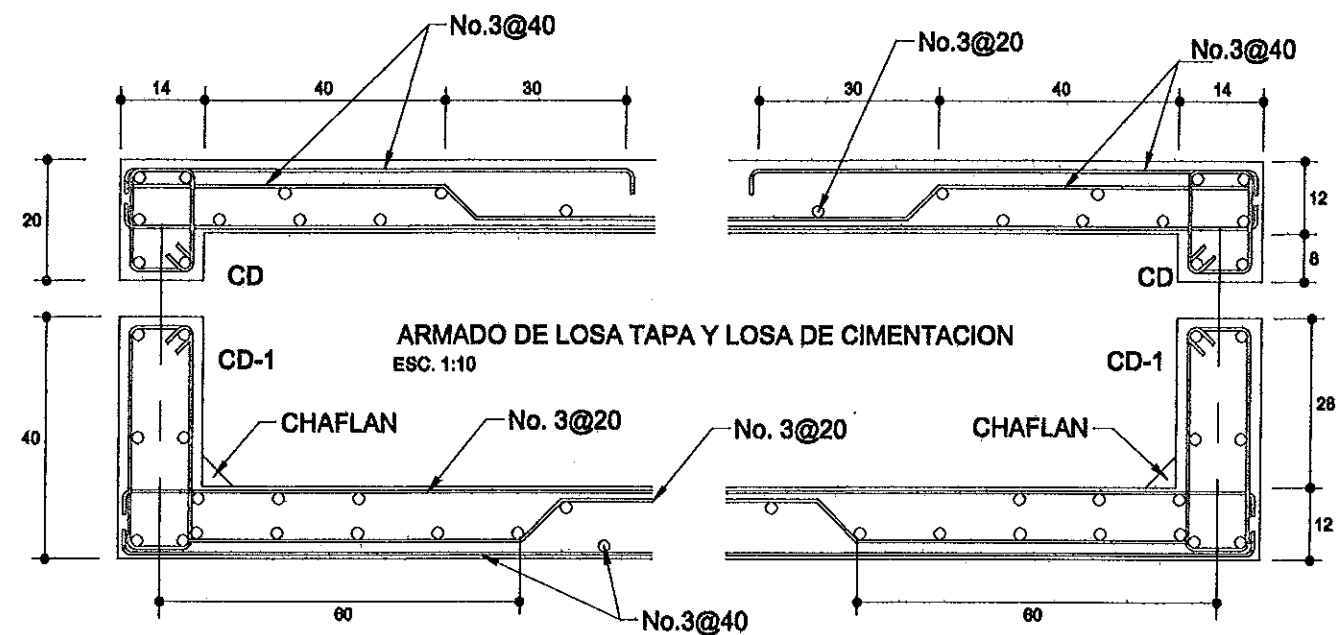 No.3@40
No.3@20
No.3@40
14
40
30
30
40
14
20
12
8
CD
CD
ARMADO DE LOSA TAPA Y LOSA DE CIMENTACION
ESC. 1:10
CD-1
CD-1
40
28
CHAFLAN
No. 3@20
No. 3@20
CHAFLAN
12
60
No.3@40
60